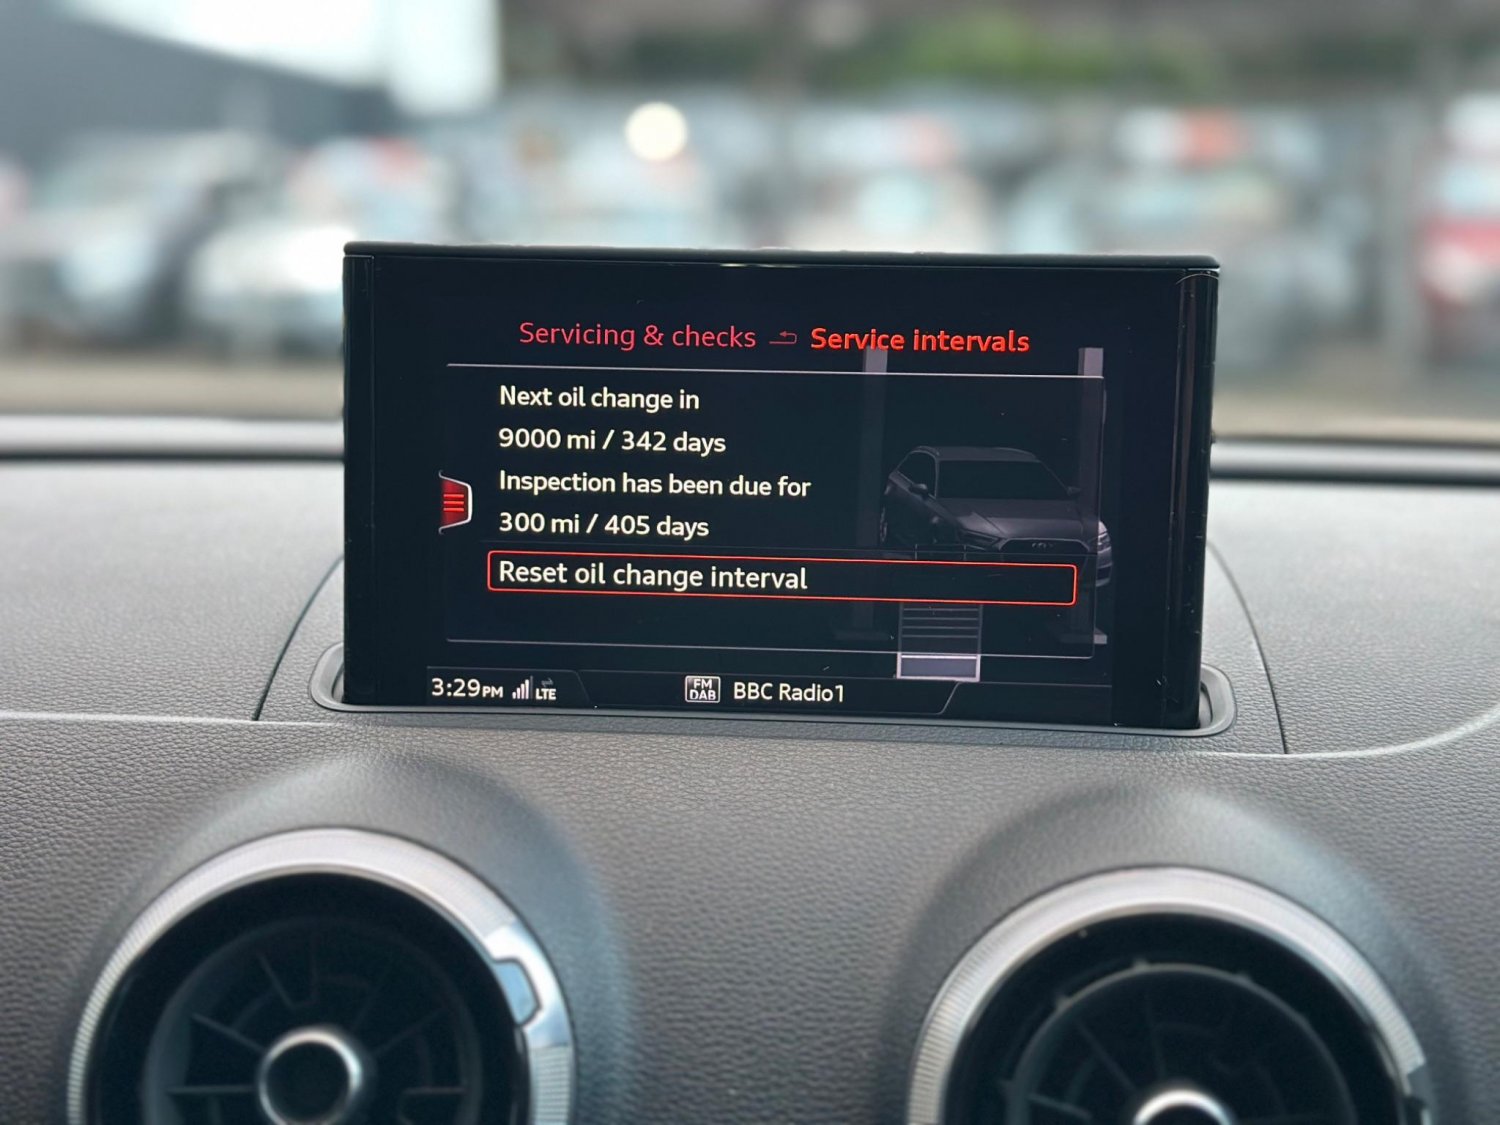 Servicing & checks Service intervals
Next oil change in
9000 mi / 342 days
Inspection has been due for
300 mi / 405 days
Reset oil change interval
3:29PM LTE FM DAB BBC Radio1